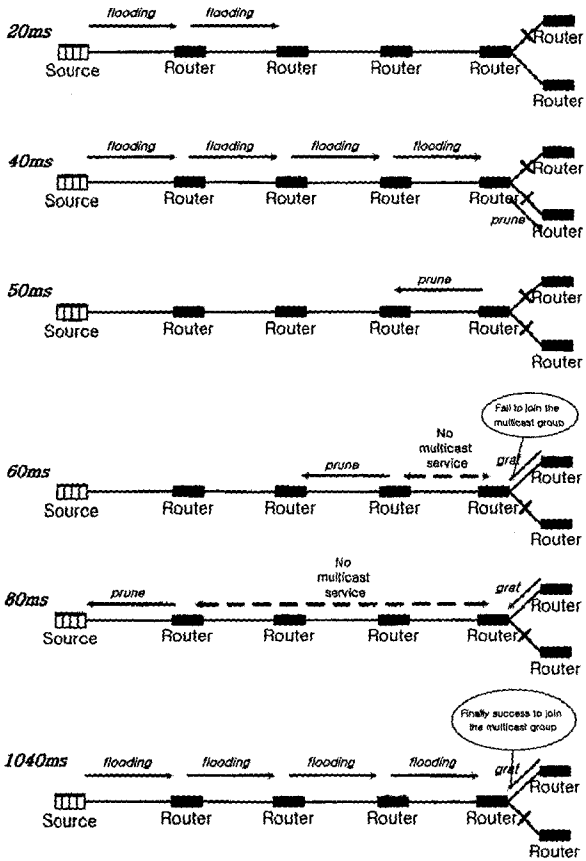 flooding flooding
20ms
Router
Source Router Router Router Router
Router
flooding flooding flooding flooding
40ms
Router
Source Router Router Router Router
prune Router
prune
50ms
Router
Source Router Router Router Router
Router
Fail to join the
multicast group
No
multicast
service
graf
prune
60ms
Router
Source Router Router Router Router
Router
No
multicast
service
graf
prune
80ms
Router
Source Router Router Router Router
Router
Finally success to join
the multicast group
graf
flooding flooding flooding flooding
1040ms
Router
Source Router Router Router Router
Router